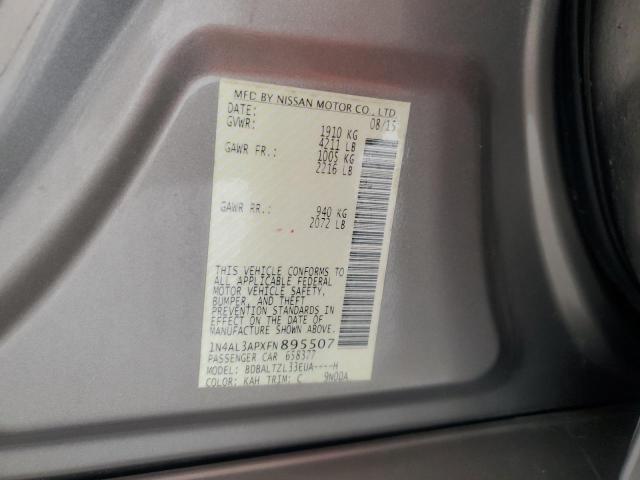 MFD BY NISSAN MOTOR CO., LTD
DATE: 08/15
GVWR: 1910 KG
4211 LB
GAWR FR.: 1005 KG
2216 LB
GAWR RR.: 940 KG
2072 LB
THIS VEHICLE CONFORMS TO
ALL APPLICABLE FEDERAL
MOTOR VEHICLE SAFETY,
BUMPER, AND THEFT
PREVENTION STANDARDS IN
EFFECT ON THE DATE OF
MANUFACTURE SHOWN ABOVE.
1N4AL3APXFN895507
PASSENGER CAR 658377
MODEL: BDBALTZL33EUA----H
COLOR: KAH TRIM: C 9NODA